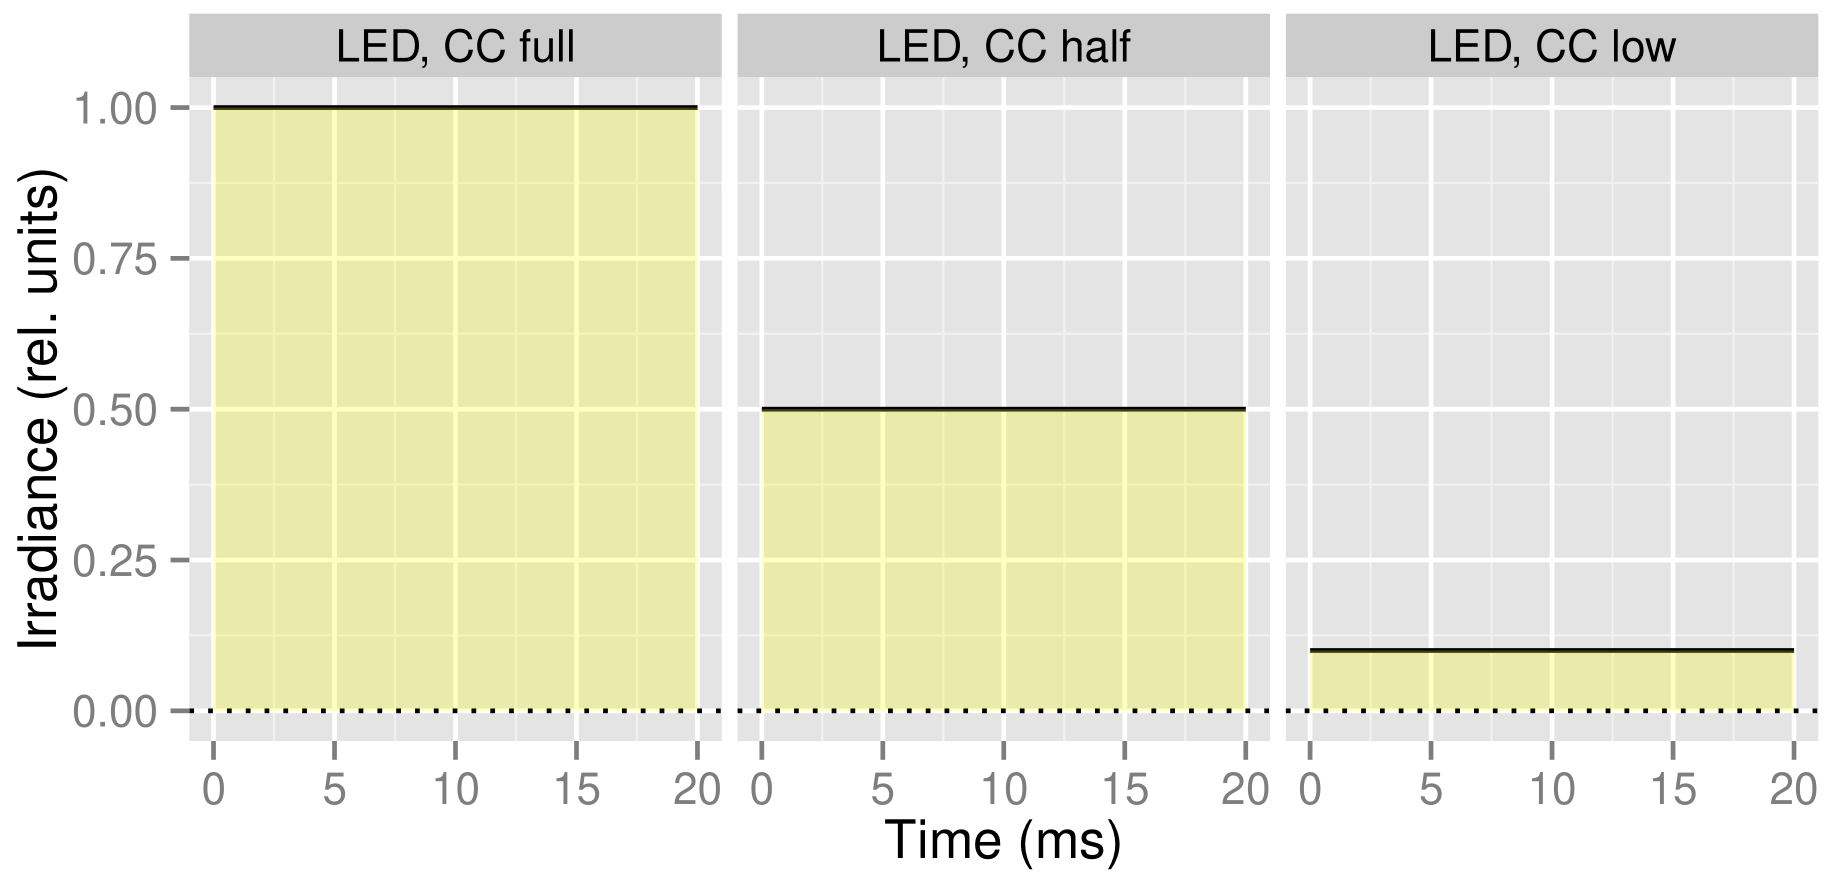 LED, CC full LED, CC half LED, CC low
Irradiance (rel. units)
1.00
0.75
0.50
0.25
0.00
0 5 10 15 20 0 5 10 15 20 0 5 10 15 20
Time (ms)